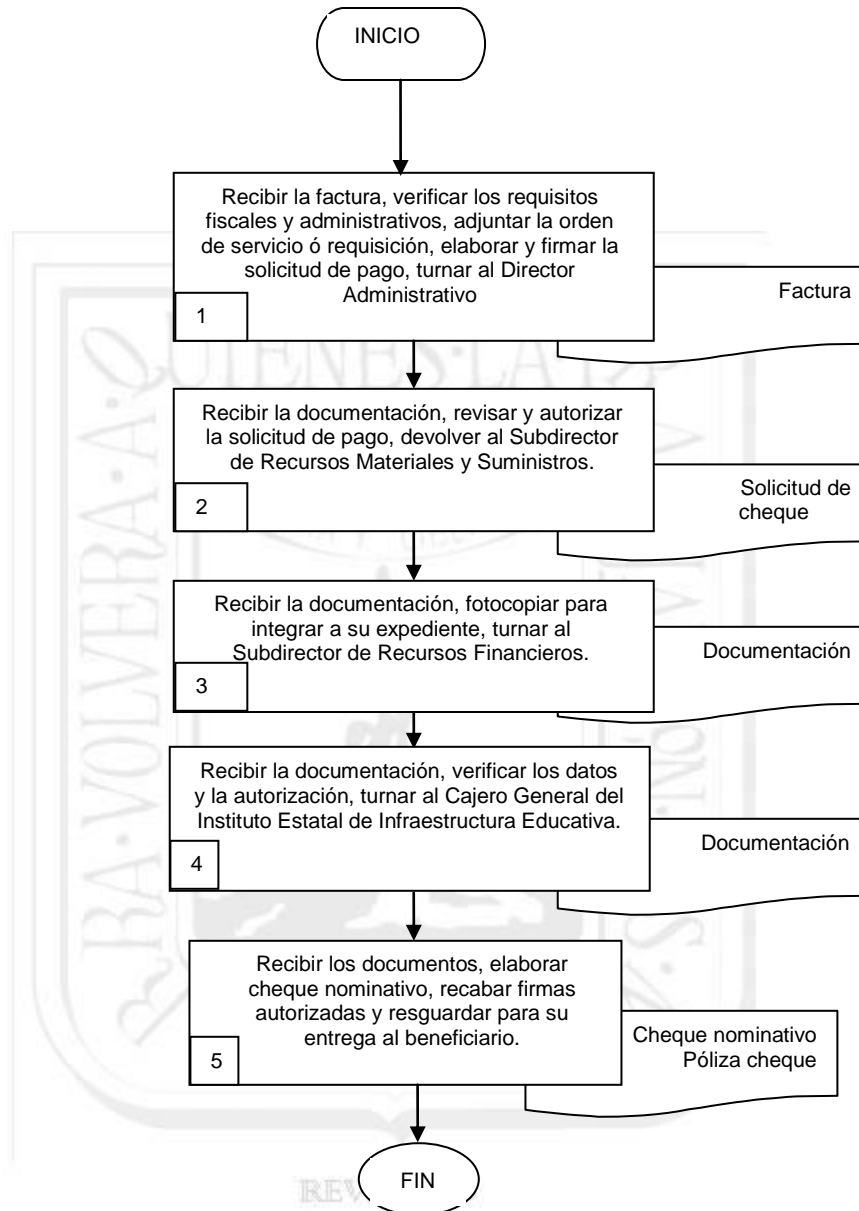 INICIO
Recibir la factura, verificar los requisitos
fiscales y administrativos, adjuntar la orden
de servicio ó requisición, elaborar y firmar la
solicitud de pago, turnar al Director
Administrativo
1
Factura
Recibir la documentación, revisar y autorizar
la solicitud de pago, devolver al Subdirector
de Recursos Materiales y Suministros.
2
Solicitud de
cheque
Recibir la documentación, fotocopiar para
integrar a su expediente, turnar al
Subdirector de Recursos Financieros.
3
Documentación
Recibir la documentación, verificar los datos
y la autorización, turnar al Cajero General del
Instituto Estatal de Infraestructura Educativa.
4
Documentación
Recibir los documentos, elaborar
cheque nominativo, recabar firmas
autorizadas y resguardar para su
entrega al beneficiario.
5
Cheque nominativo
Póliza cheque
FIN
RA·VOLVERA·A·QUIENES·LA